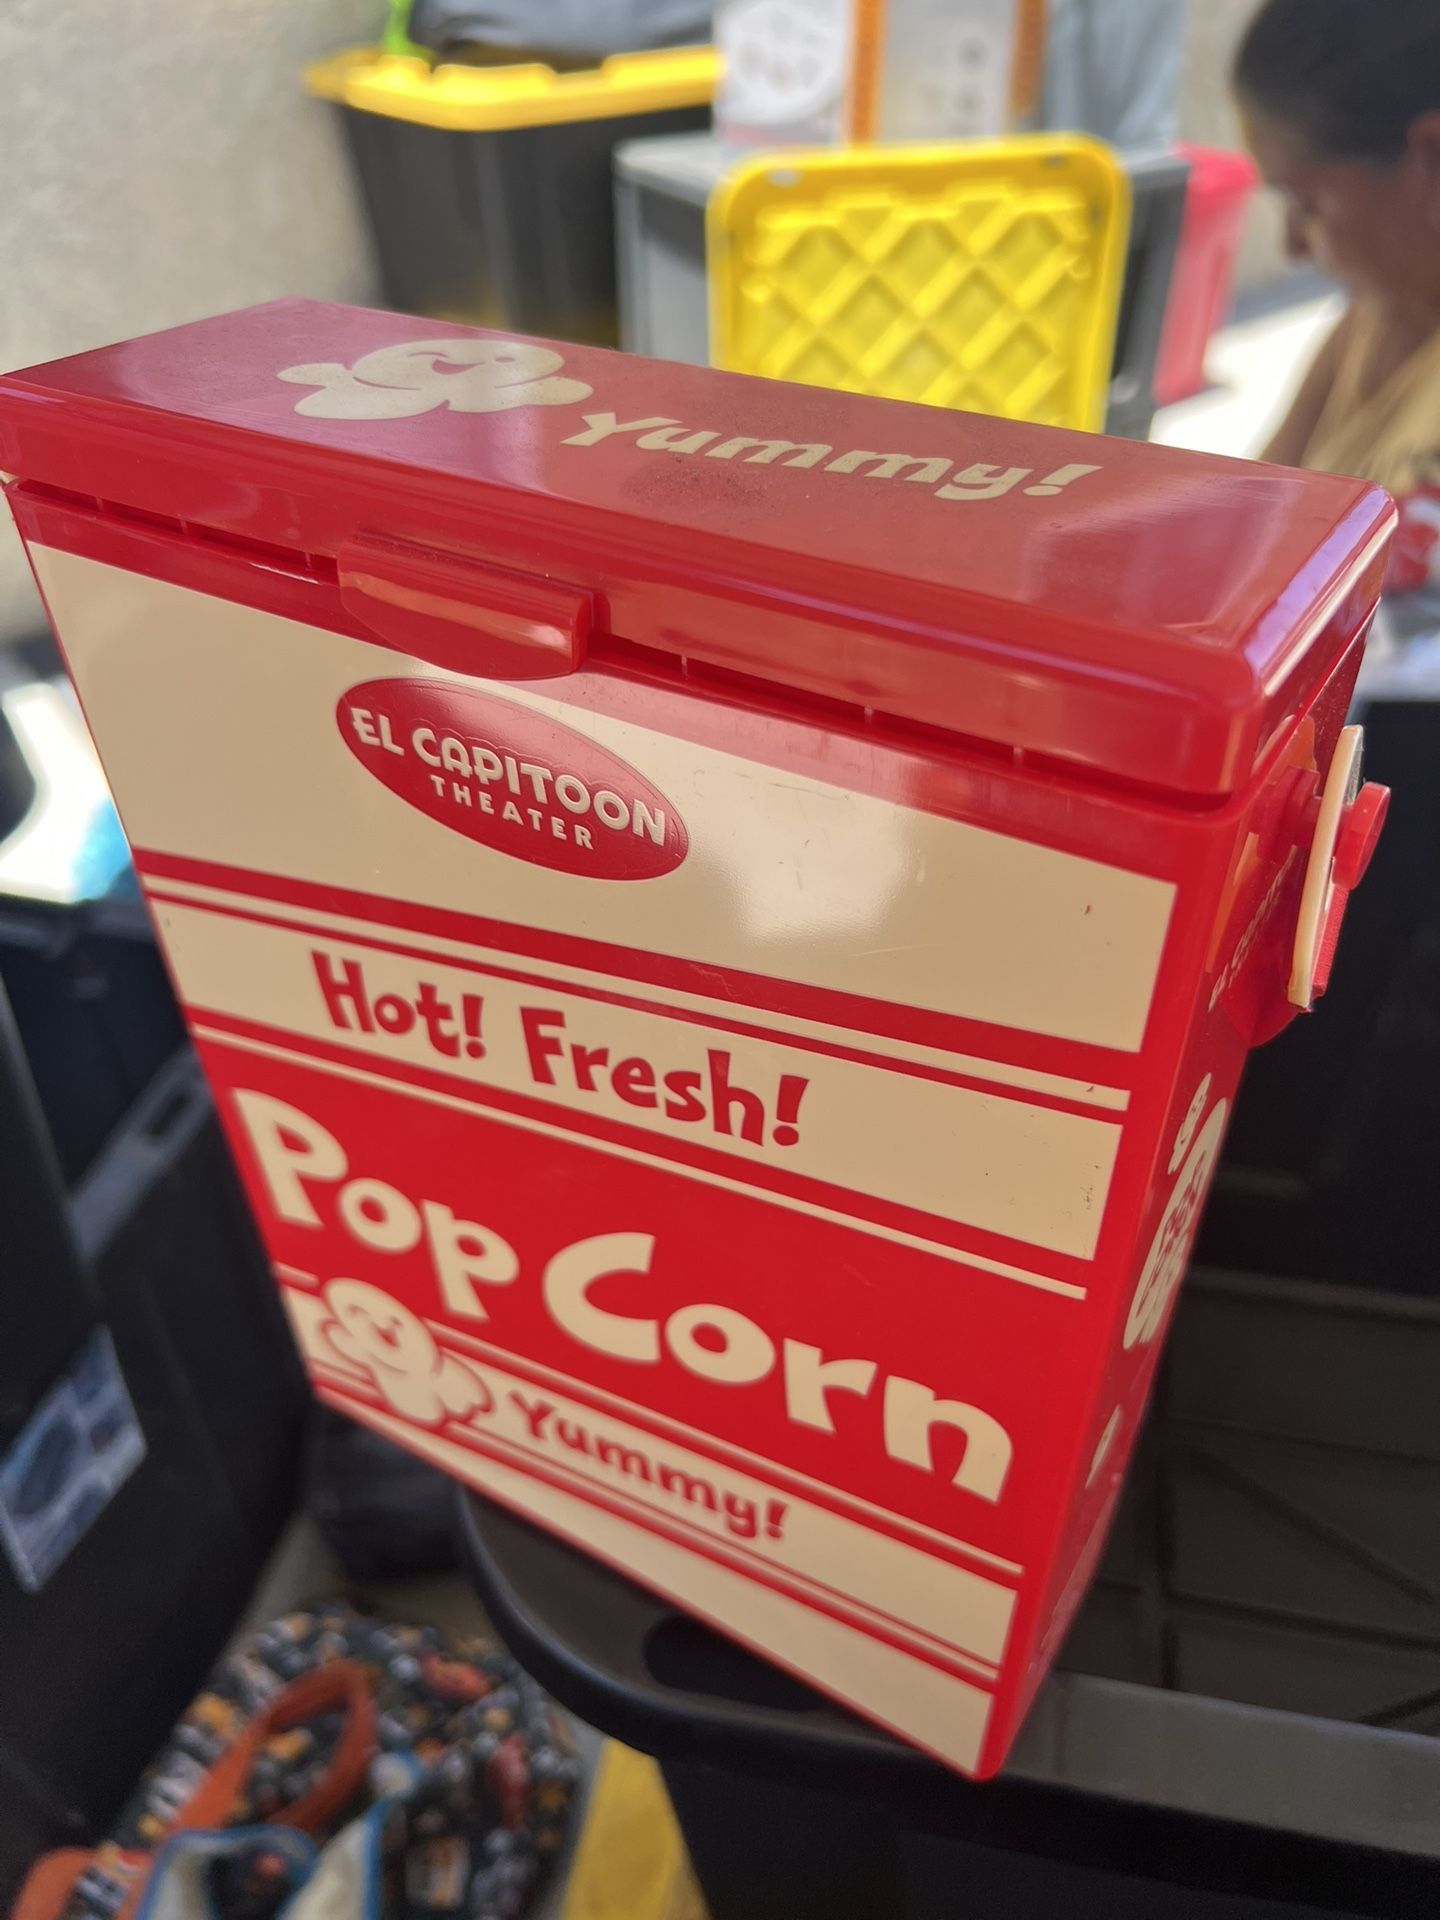 Yummy!
EL CAPITOON
THEATER
Hot! Fresh!
Pop Corn
Yummy!